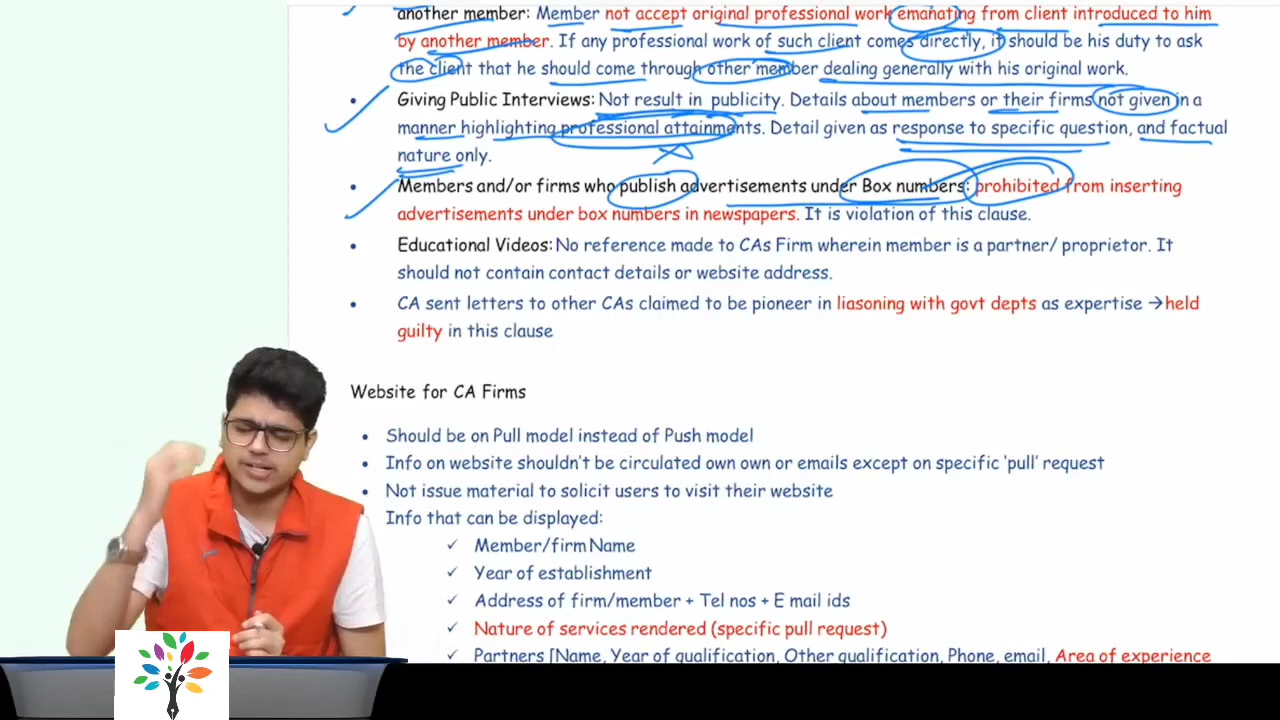 another member: Member not accept original professional work emanating from client introduced to him
by another member. If any professional work of such client comes directly, it should be his duty to ask
the client that he should come through other member dealing generally with his original work.
• Giving Public Interviews: Not result in publicity. Details about members or their firms not given in a
manner highlighting professional attainments. Detail given as response to specific question, and factual
nature only.
• Members and/or firms who publish advertisements under Box numbers: prohibited from inserting
advertisements under box numbers in newspapers. It is violation of this clause.
• Educational Videos: No reference made to CAs Firm wherein member is a partner/ proprietor. It
should not contain contact details or website address.
• CA sent letters to other CAs claimed to be pioneer in liasoning with govt depts as expertise →held
guilty in this clause
Website for CA Firms
• Should be on Pull model instead of Push model
• Info on website shouldn't be circulated own own or emails except on specific 'pull' request
• Not issue material to solicit users to visit their website
Info that can be displayed:
✓ Member/firm Name
✓ Year of establishment
✓ Address of firm/member + Tel nos + E mail ids
✓ Nature of services rendered (specific pull request)
✓ Partners [Name, Year of qualification, Other qualification, Phone, email, Area of experience